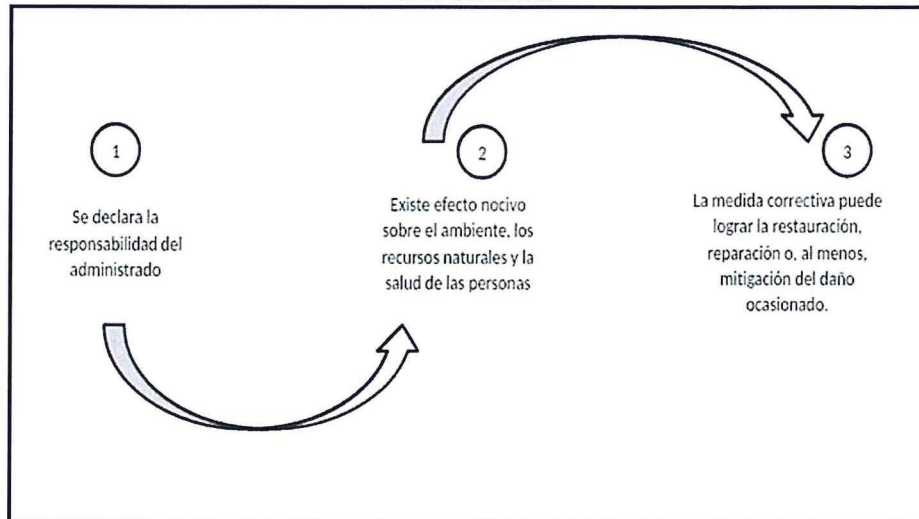 1
Se declara la
responsabilidad del
administrado
2
Existe efecto nocivo
sobre el ambiente, los
recursos naturales y la
salud de las personas
3
La medida correctiva puede
lograr la restauración,
reparación o, al menos,
mitigación del daño
ocasionado.